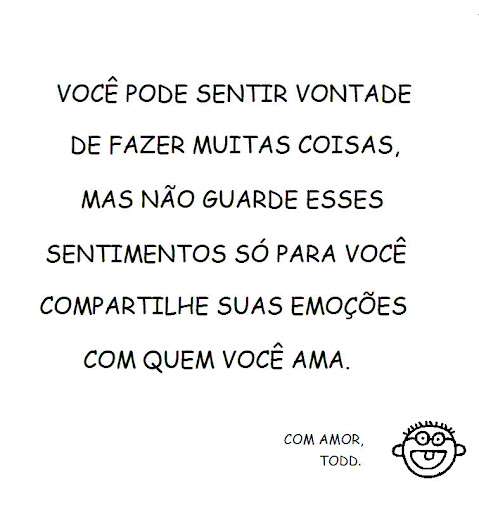 VOCÊ PODE SENTIR VONTADE
DE FAZER MUITAS COISAS,
MAS NÃO GUARDE ESSES
SENTIMENTOS SÓ PARA VOCÊ
COMPARTILHE SUAS EMOÇÕES
COM QUEM VOCÊ AMA.
COM AMOR,
TODD.